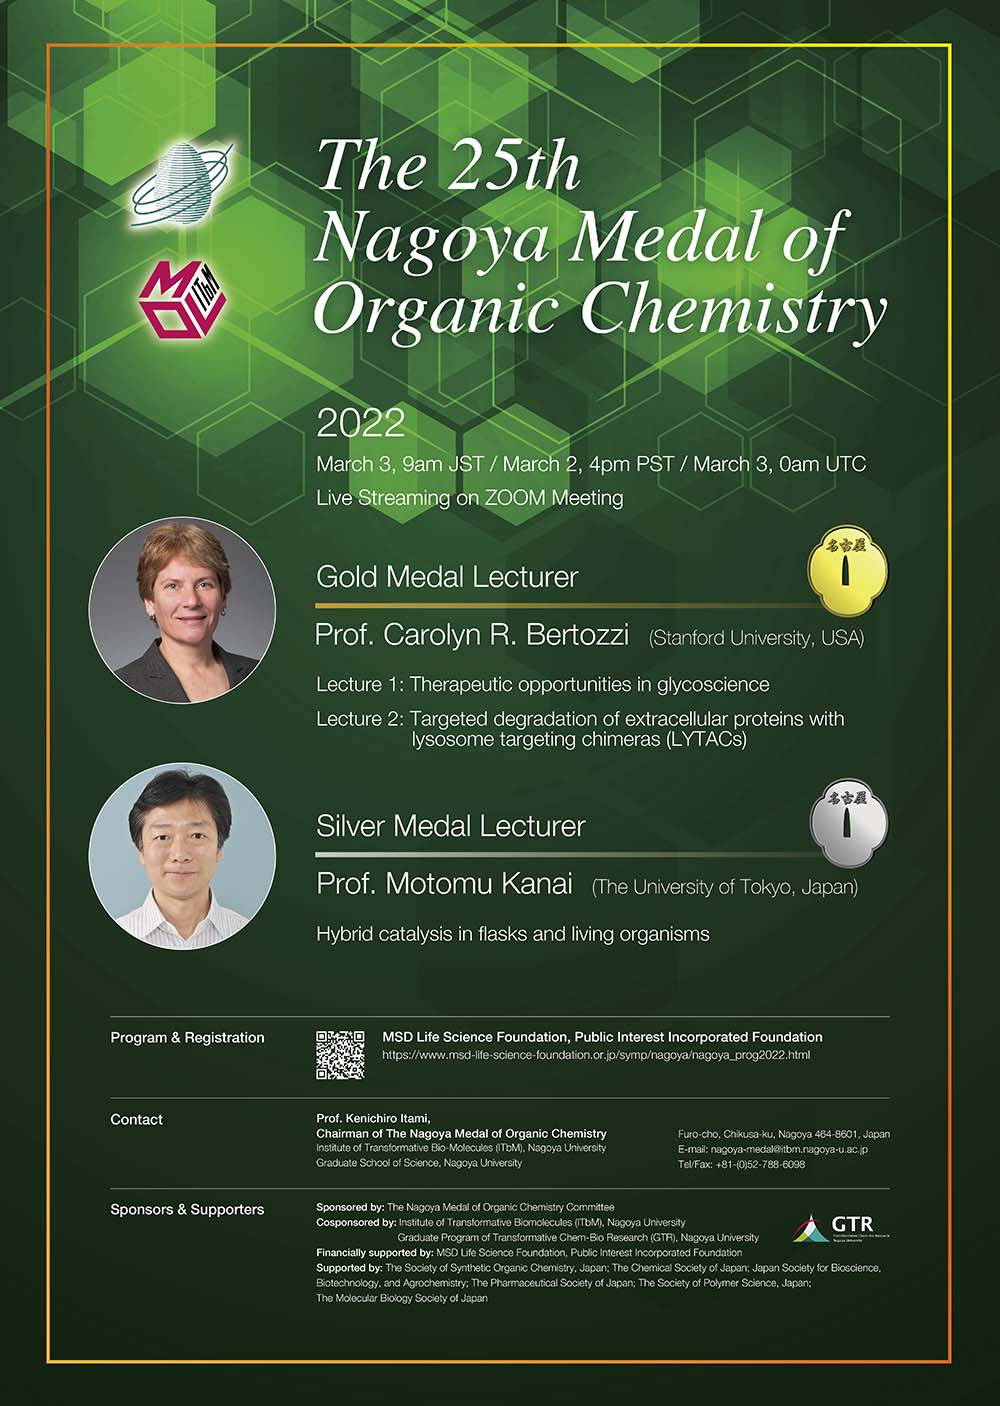 The 25th
Nagoya Medal of
Organic Chemistry
ITbM
2022
March 3, 9am JST / March 2, 4pm PST / March 3, 0am UTC
Live Streaming on ZOOM Meeting
名古屋
Gold Medal Lecturer
Prof. Carolyn R. Bertozzi (Stanford University, USA)
Lecture 1: Therapeutic opportunities in glycoscience
Lecture 2: Targeted degradation of extracellular proteins with
lysosome targeting chimeras (LYTACs)
名古屋
Silver Medal Lecturer
Prof. Motomu Kanai (The University of Tokyo, Japan)
Hybrid catalysis in flasks and living organisms
Program & Registration
MSD Life Science Foundation, Public Interest Incorporated Foundation
https://www.msd-life-science-foundation.or.jp/symp/nagoya/nagoya_prog2022.html
Contact
Prof. Kenichiro Itami,
Chairman of The Nagoya Medal of Organic Chemistry
Institute of Transformative Bio-Molecules (ITbM), Nagoya University
Graduate School of Science, Nagoya University
Furo-cho, Chikusa-ku, Nagoya 464-8601, Japan
E-mail: nagoya-medal@itbm.nagoya-u.ac.jp
Tel/Fax: +81-(0)52-788-6098
Sponsors & Supporters
Sponsored by: The Nagoya Medal of Organic Chemistry Committee
Cosponsored by: Institute of Transformative Biomolecules (ITbM), Nagoya University
Graduate Program of Transformative Chem-Bio Research (GTR), Nagoya University
Financially supported by: MSD Life Science Foundation, Public Interest Incorporated Foundation
Supported by: The Society of Synthetic Organic Chemistry, Japan; The Chemical Society of Japan; Japan Society for Bioscience,
Biotechnology, and Agrochemistry; The Pharmaceutical Society of Japan; The Society of Polymer Science, Japan;
The Molecular Biology Society of Japan
GTR